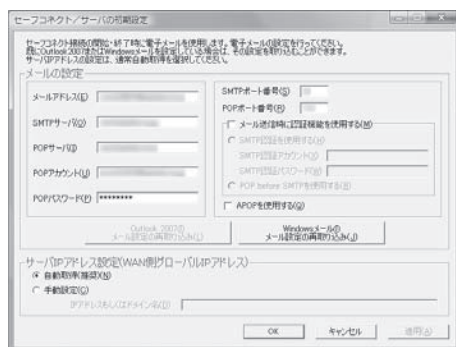 セーフコネクト／サーバの初期設定
セーフコネクト接続の開始・終了時に電子メールを使用します。電子メールの設定を行ってください。
既にOutlook 2007またはWindowsメールを設定している場合は、その設定を取り込むことができます。
サーバIPアドレスの設定は、通常自動取得を選択してください。
メールの設定
メールアドレス(E)
SMTPサーバ(O)
POPサーバ(I)
POPアカウント(U)
POPパスワード(P) ********
SMTPポート番号(S)
POPポート番号(R)
メール送信時に認証機能を使用する(M)
SMTP認証を使用する(H)
SMTP認証アカウント(X)
SMTP認証パスワード(W)
POP before SMTPを使用する(B)
APOPを使用する(G)
Outlook 2007の
メール設定の再取り込み(L)
Windowsメールの
メール設定の再取り込み(J)
サーバIPアドレス設定(WAN側グローバルIPアドレス)
自動取得(推奨)(N)
手動設定(C)
IPアドレスもしくはドメイン名(D)
OK
キャンセル
適用(A)